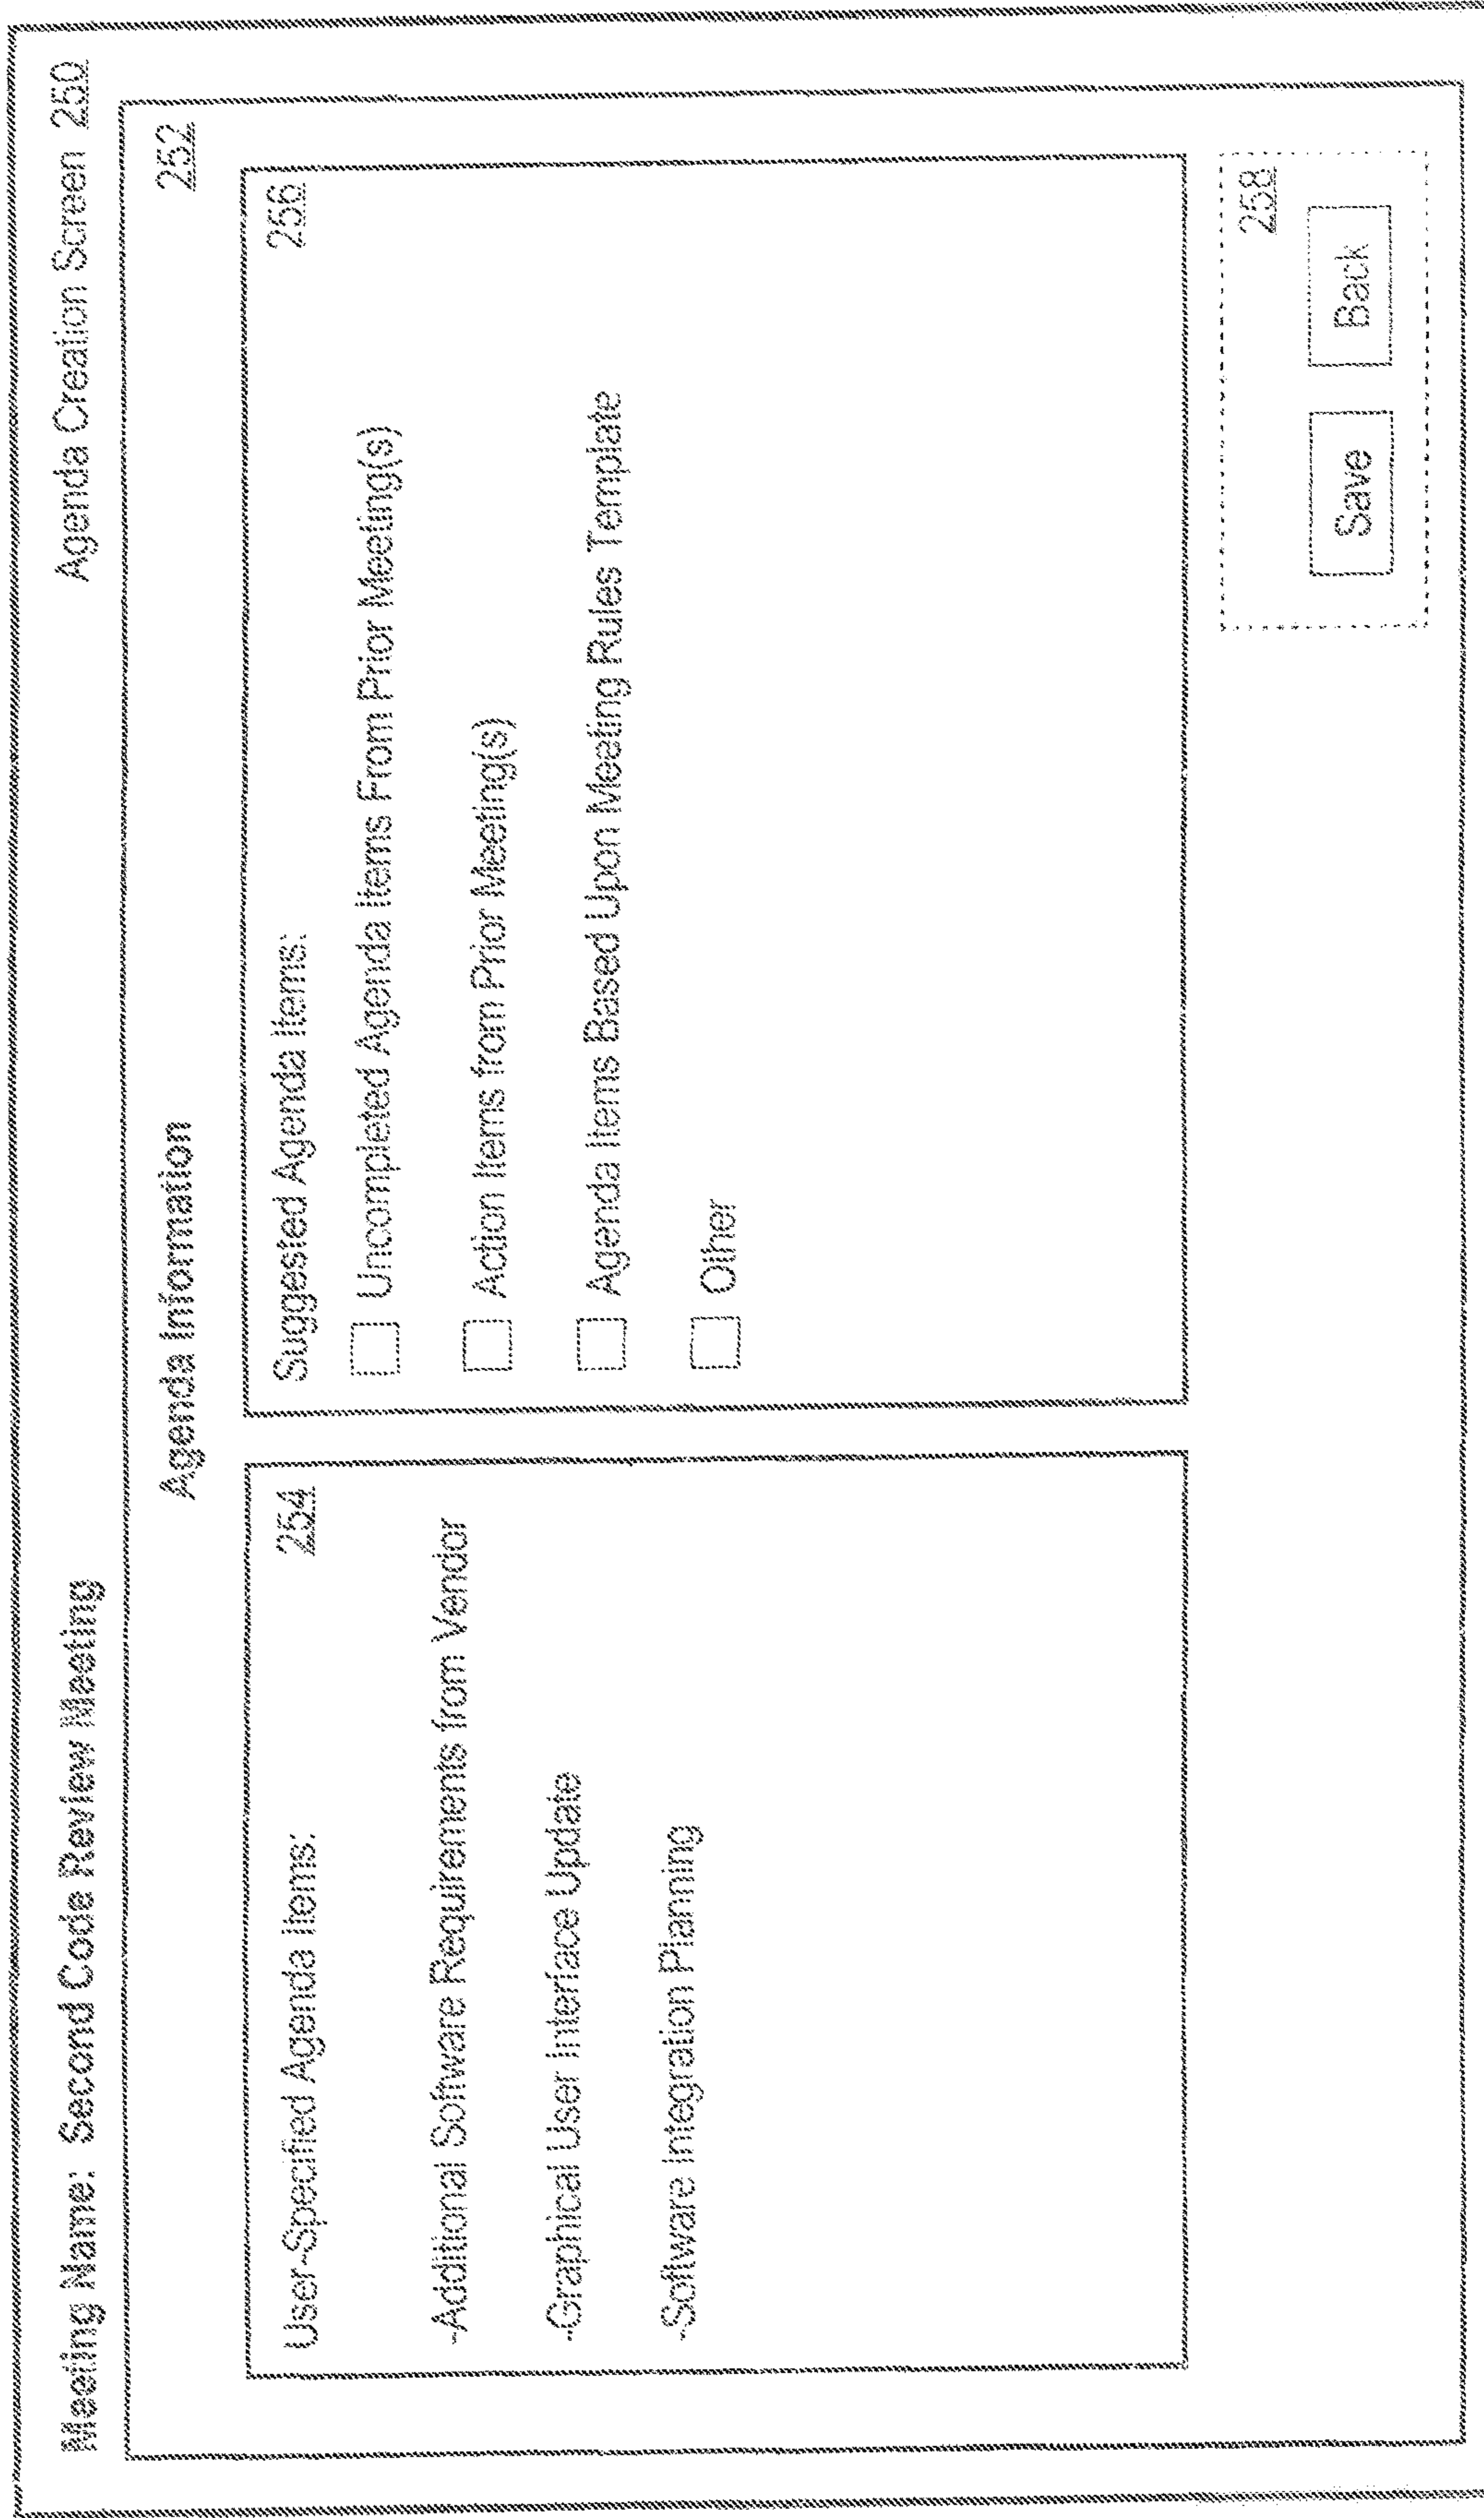 Meeting Name: Second Code Review Meeting
Agenda Creation Screen 250
Agenda Information
252
254
User-Specified Agenda Items:
-Additional Software Requirements from Vendor
-Graphical User Interface Update
-Software Integration Planning
256
Suggested Agenda Items:
Uncompleted Agenda Items From Prior Meeting(s)
Action Items from Prior Meeting(s)
Agenda Items Based Upon Meeting Rules Template
Other
258
Save
Back